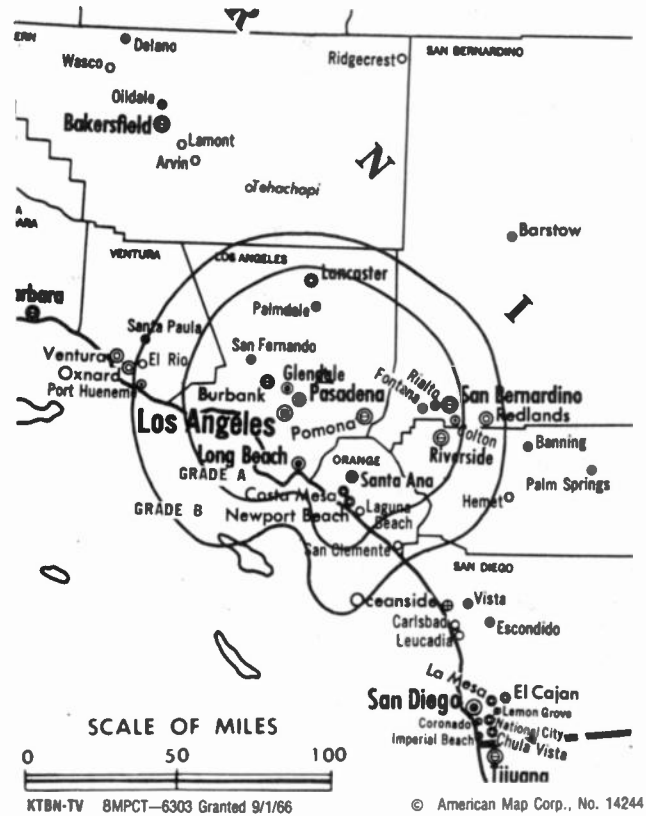 ERN
Delano
SAN BERNARDINO
Wasco
Ridgecrest
Oildale
Bakersfield
Lamont
Arvin
N
Tehachapi
ARA
Barstow
VENTURA
LOS ANGELES
Lancaster
I
rbara
Palmdale
Santa Paula
San Fernando
Ventura
El Rio
Oxnard
Glendale
Port Hueneme
Burbank
Pasadena
Fontana
Rialto
San Bernardino
Redlands
Los Angeles
Pomona
Colton
Riverside
Banning
Long Beach
ORANGE
GRADE A
Santa Ana
Palm Springs
Costa Mesa
Hemet
GRADE B
Newport Beach
Laguna
Beach
San Clemente
SAN DIEGO
Oceanside
Vista
Carlsbad
Escondido
Leucadia
La Mesa
El Cajan
San Diego
Lemon Grove
Coronado
National City
Imperial Beach
Chula Vista
Tijuana
SCALE OF MILES
0 50 100
KTBN-TV BMPCT—6303 Granted 9/1/66 © American Map Corp., No. 14244